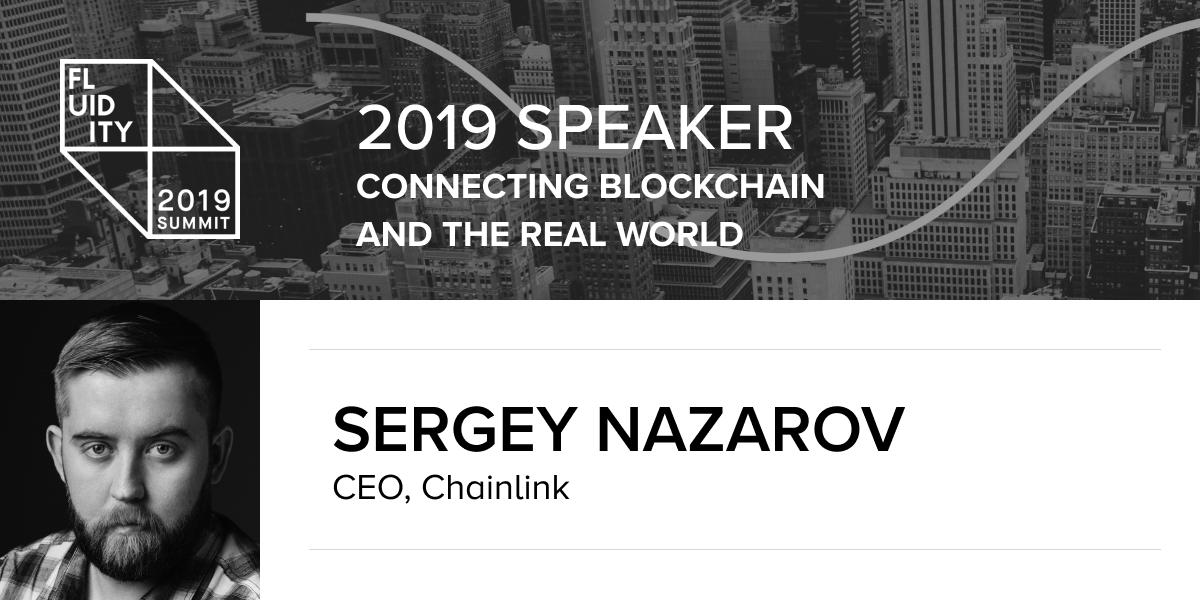 FL
UID
ITY
2019
SUMMIT
2019 SPEAKER
CONNECTING BLOCKCHAIN
AND THE REAL WORLD
SERGEY NAZAROV
CEO, Chainlink